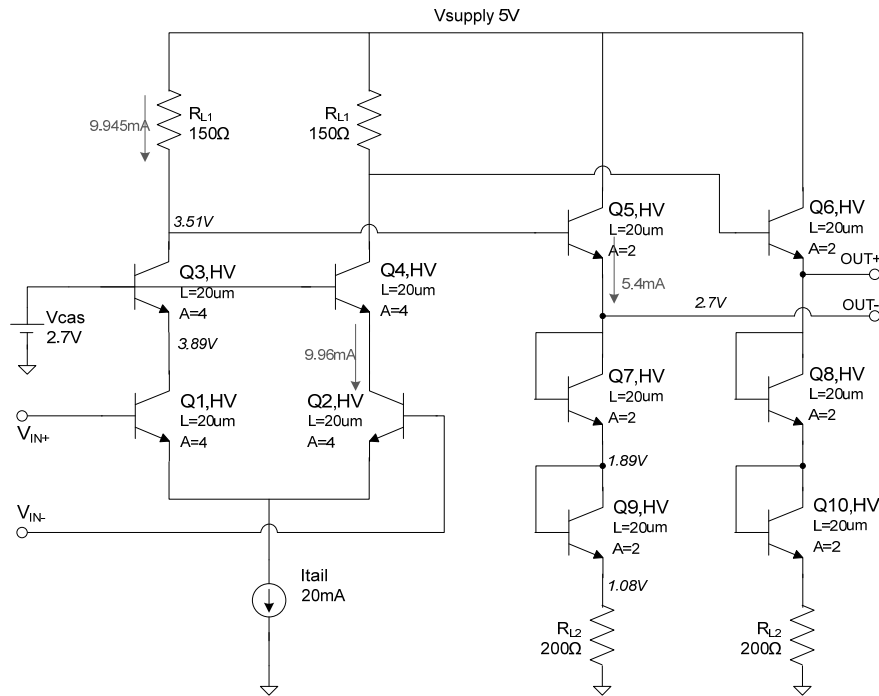 Vsupply 5V
9.945mA
RL1
150Ω
RL1
150Ω
3.51V
Q3,HV
L=20um
A=4
Q4,HV
L=20um
A=4
Q5,HV
L=20um
A=2
Q6,HV
L=20um
A=2
OUT+
OUT-
5.4mA
2.7V
Vcas
2.7V
3.89V
9.96mA
Q1,HV
L=20um
A=4
Q2,HV
L=20um
A=4
Q7,HV
L=20um
A=2
Q8,HV
L=20um
A=2
VIN+
1.89V
VIN-
Q9,HV
L=20um
A=2
Q10,HV
L=20um
A=2
Itail
20mA
1.08V
RL2
200Ω
RL2
200Ω